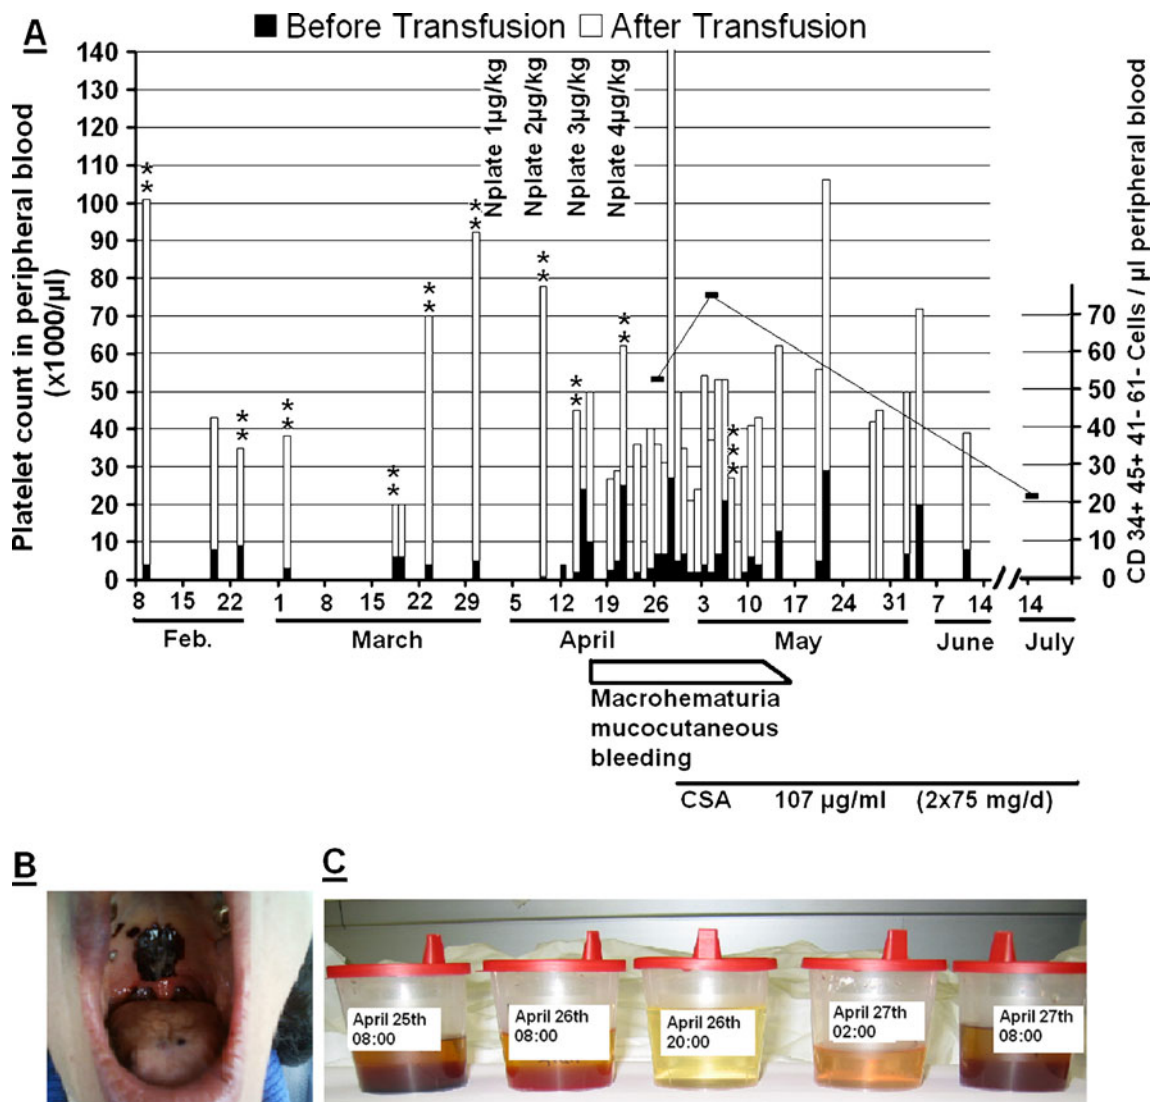 A
■ Before Transfusion □ After Transfusion
Platelet count in peripheral blood
(x1000/µl)
140
130
120
110
100
90
80
70
60
50
40
30
20
10
0
Nplate 1µg/kg
Nplate 2µg/kg
Nplate 3µg/kg
Nplate 4µg/kg
**
**
**
**
**
**
**
**
**
***
70
60
50
40
30
20
10
0
CD 34+ 45+ 41- 61- Cells / µl peripheral blood
8 15 22 1 8 15 22 29 5 12 19 26 3 10 17 24 31 7 14 14
Feb. March April May June July
Macrohematuria
mucocutaneous
bleeding
CSA 107 µg/ml (2x75 mg/d)
B
C
April 25th
08:00
April 26th
08:00
April 26th
20:00
April 27th
02:00
April 27th
08:00